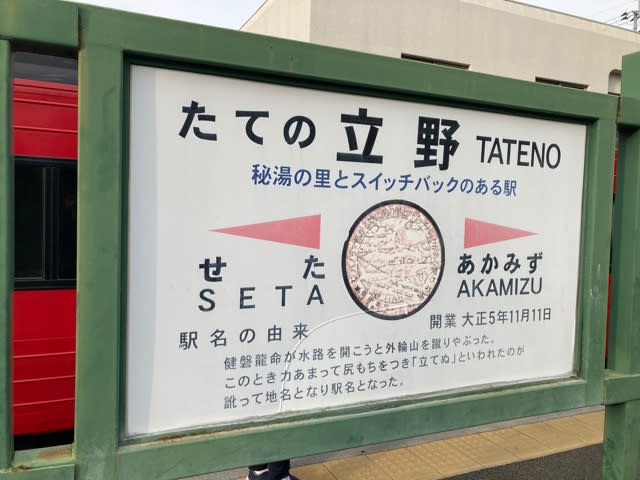 たての 立野 TATENO
秘湯の里とスイッチバックのある駅
せた
SETA
あかみず
AKAMIZU
駅名の由来
開業 大正5年11月11日
健磐龍命が水路を開こうと外輪山を蹴りやぶった。
このとき力あまって尻もちをつき「立てぬ」といわれたのが
訛って地名となり駅名となった。